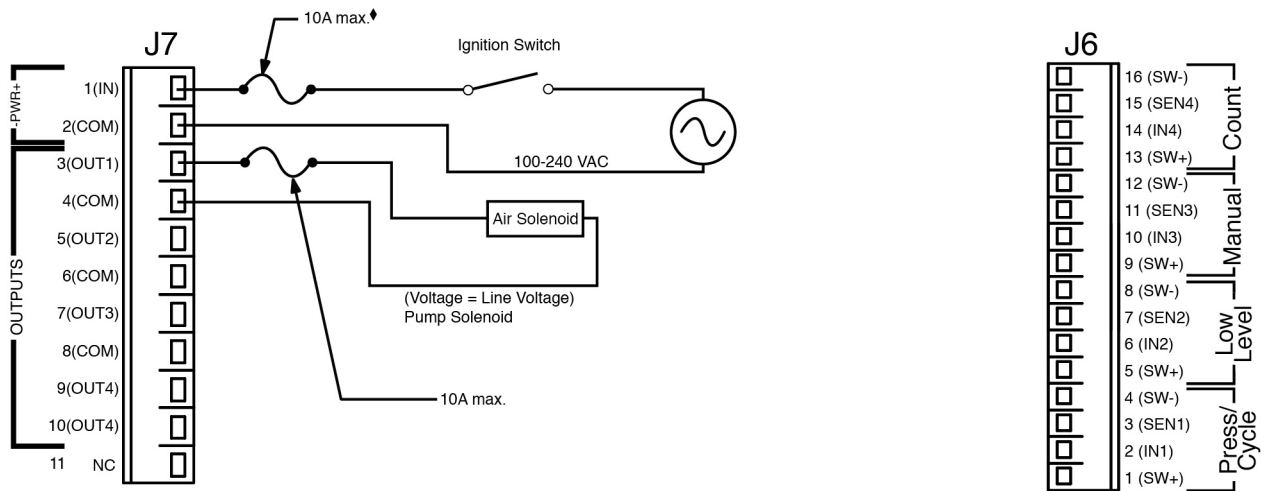 10A max.♦
J7
Ignition Switch
J6
-PWR+
1(IN)
2(COM)
3(OUT1)
4(COM)
5(OUT2)
6(COM)
7(OUT3)
8(COM)
9(OUT4)
10(OUT4)
11 NC
OUTPUTS
100-240 VAC
Air Solenoid
(Voltage = Line Voltage)
Pump Solenoid
10A max.
16 (SW-)
15 (SEN4)
14 (IN4)
13 (SW+)
Count
12 (SW-)
11 (SEN3)
10 (IN3)
9 (SW+)
Manual
8 (SW-)
7 (SEN2)
6 (IN2)
5 (SW+)
Low
Level
4 (SW-)
3 (SEN1)
2 (IN1)
1 (SW+)
Press/
Cycle